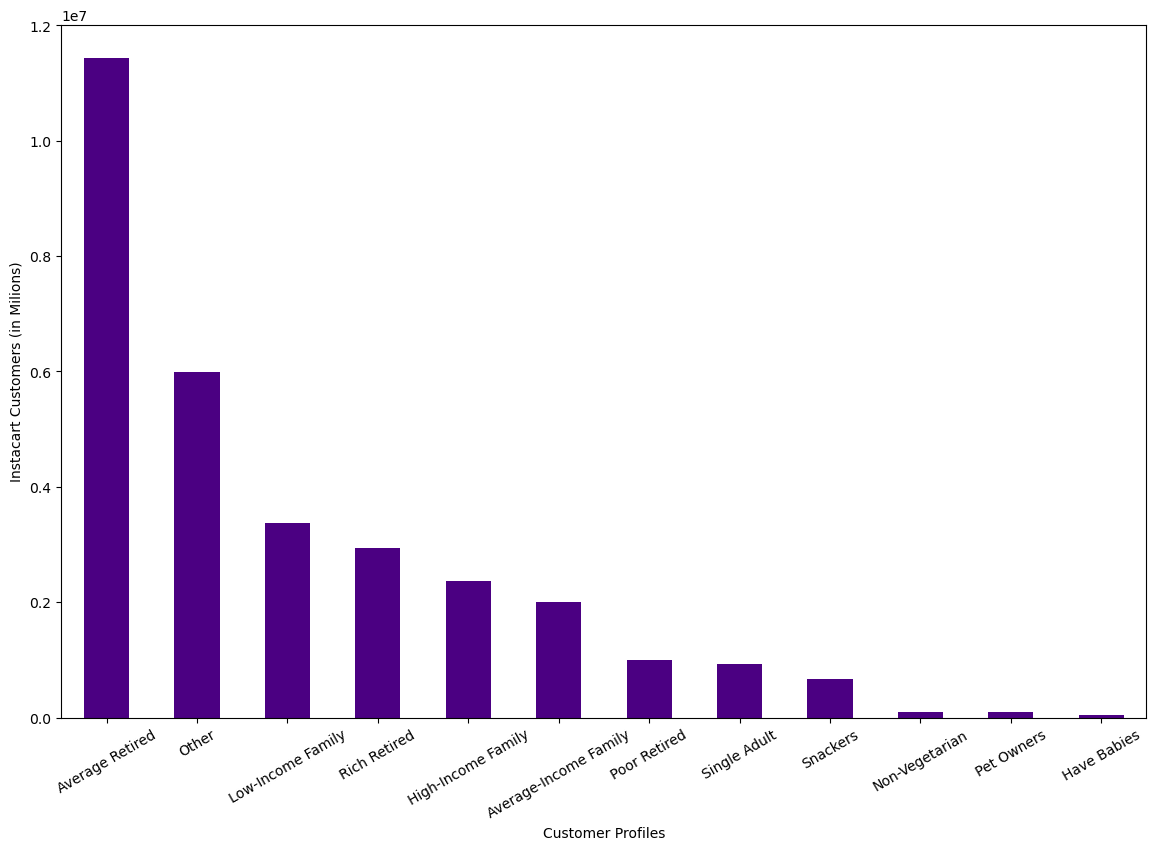 1e7
1.2
1.0
0.8
0.6
0.4
0.2
0.0
Instacart Customers (in Milions)
Average Retired
Other
Low-Income Family
Rich Retired
High-Income Family
Average-Income Family
Poor Retired
Single Adult
Snackers
Non-Vegetarian
Pet Owners
Have Babies
Customer Profiles